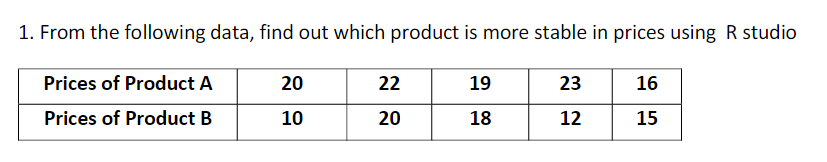 1. From the following data, find out which product is more stable in prices using R studio
Prices of Product A 20 22 19 23 16
Prices of Product B 10 20 18 12 15